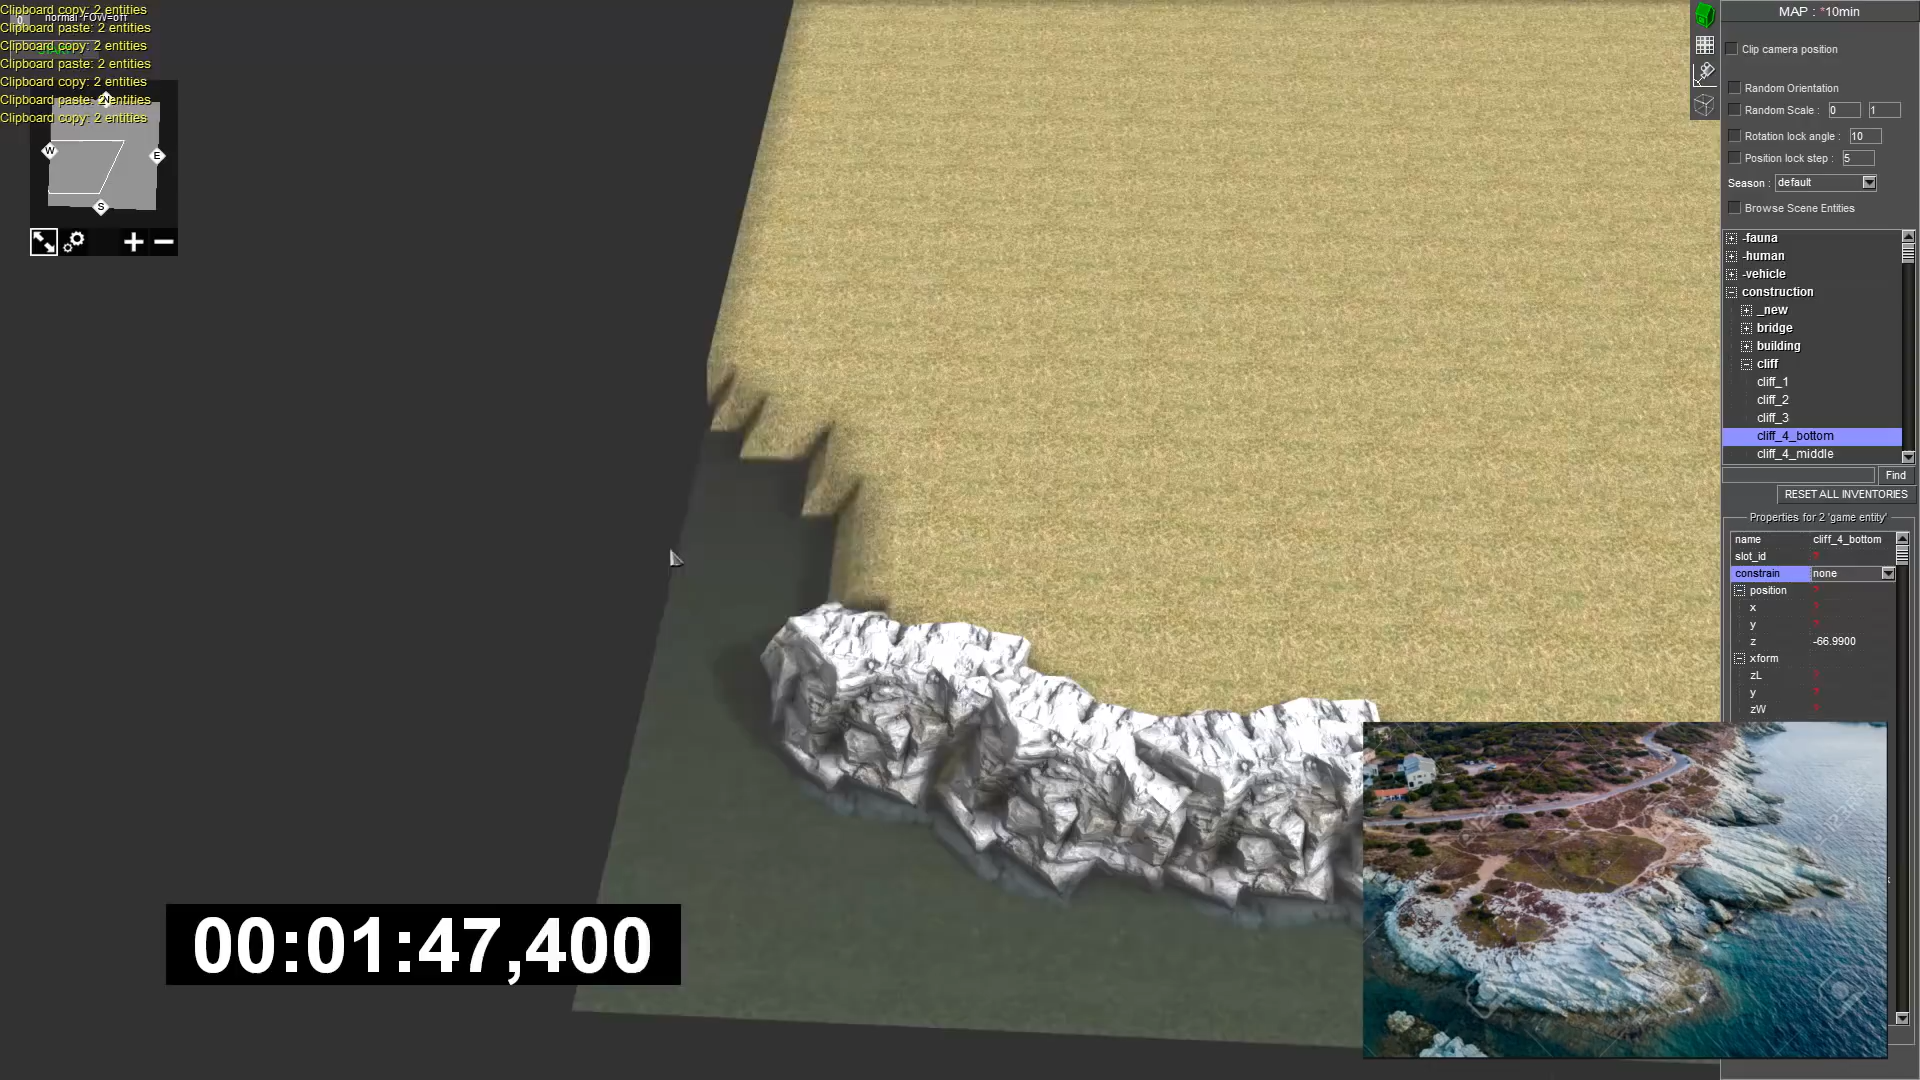 Clipboard copy: 2 entities
normal FOW=off
Clipboard paste: 2 entities
Clipboard copy: 2 entities
Clipboard paste: 2 entities
Clipboard copy: 2 entities
Clipboard paste: 2 entities
Clipboard copy: 2 entities
W
E
S
MAP : *10min
Clip camera position
Random Orientation
Random Scale : 0 1
Rotation lock angle : 10
Position lock step : 5
Season : default
Browse Scene Entities
-fauna
-human
-vehicle
construction
_new
bridge
building
cliff
cliff_1
cliff_2
cliff_3
cliff_4_bottom
cliff_4_middle
Find
RESET ALL INVENTORIES
Properties for 2 'game entity'
name cliff_4_bottom
slot_id ?
constrain none
position ?
x ?
y ?
z -66.9900
xform
zL ?
y ?
zW ?
00:01:47,400